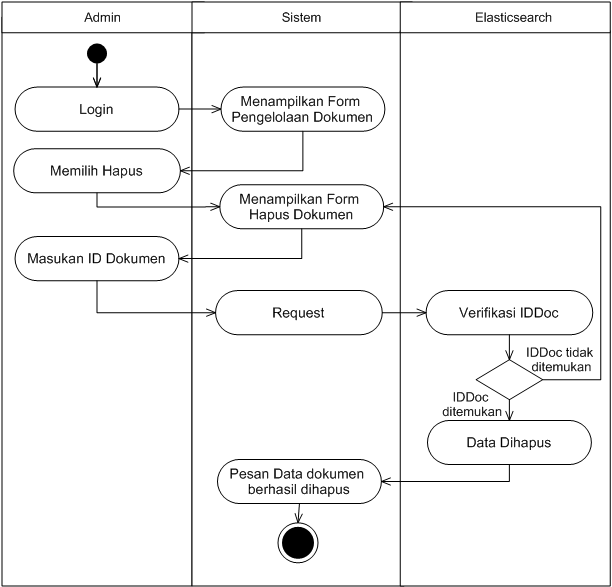 Admin
Sistem
Elasticsearch
Login
Menampilkan Form
Pengelolaan Dokumen
Memilih Hapus
Menampilkan Form
Hapus Dokumen
Masukan ID Dokumen
Request
Verifikasi IDDoc
IDDoc tidak
ditemukan
IDDoc
ditemukan
Data Dihapus
Pesan Data dokumen
berhasil dihapus